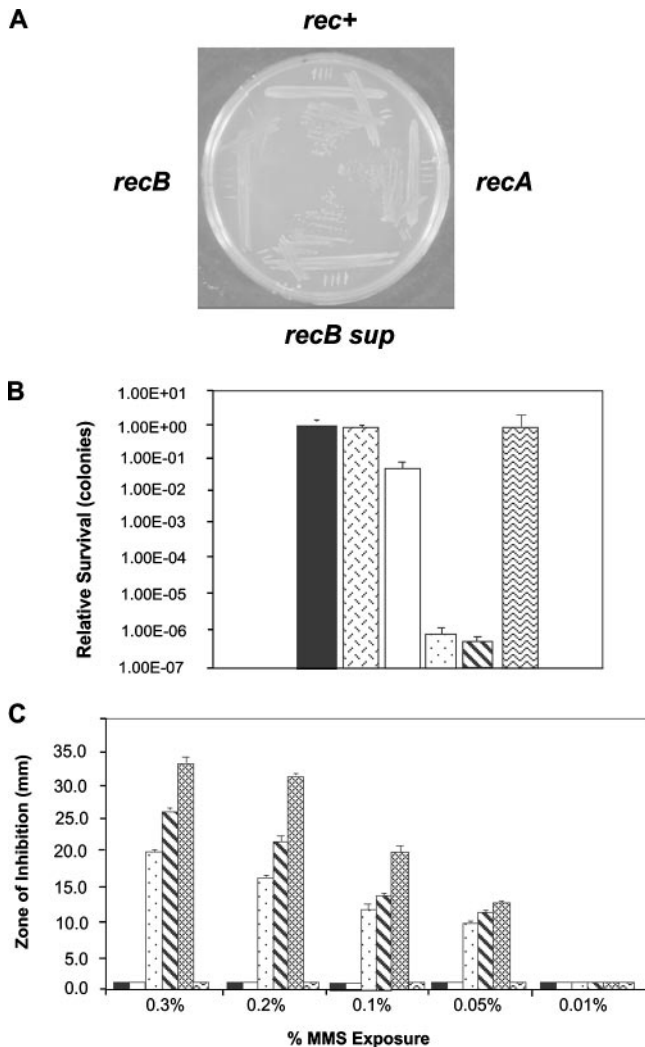 A
rec+
recB
recA
recB sup
B
Relative Survival (colonies)
1.00E+01
1.00E+00
1.00E-01
1.00E-02
1.00E-03
1.00E-04
1.00E-05
1.00E-06
1.00E-07
C
Zone of Inhibition (mm)
35.0
30.0
25.0
20.0
15.0
10.0
5.0
0.0
0.3%
0.2%
0.1%
0.05%
0.01%
% MMS Exposure